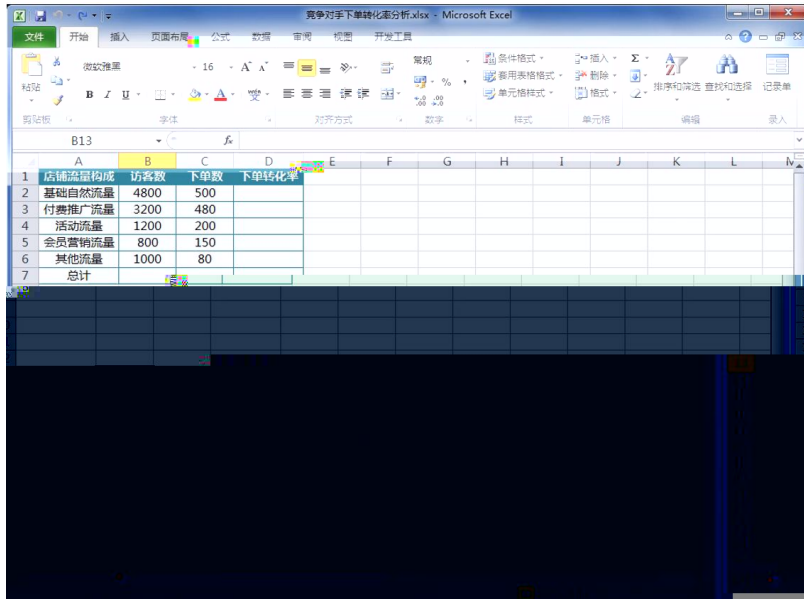 竞争对手下单转化率分析.xlsx - Microsoft Excel
文件 开始 插入 页面布局 公式 数据 审阅 视图 开发工具
粘贴 微软雅黑 16 A A 常规 条件格式 插入 Σ
B I U A 套用表格格式 删除 排序和筛选 查找和选择 记录单
单元格样式 格式
剪贴板 字体 对齐方式 数字 样式 单元格 编辑 录入
B13 fx
A B C D E F G H I J K L
1 店铺流量构成 访客数 下单数 下单转化率
2 基础自然流量 4800 500
3 付费推广流量 3200 480
4 活动流量 1200 200
5 会员营销流量 800 150
6 其他流量 1000 80
7 总计